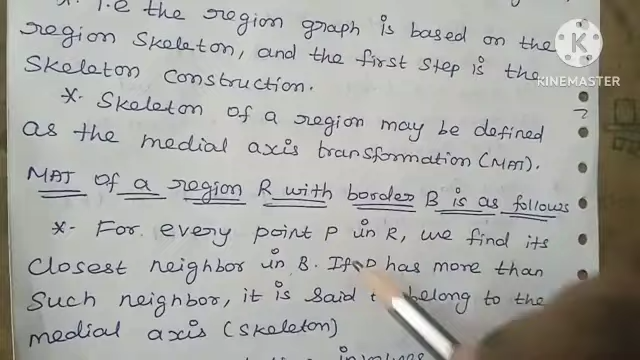 *. i.e the region graph is based on the
region skeleton, and the first step is the
skeleton construction.
KINEMASTER
*. Skeleton of a region may be defined
as the medial axis transformation (MAT).
MAT of a region R with border B is as follows
*. For every point P in R, we find its
closest neighbor in B. If P has more than
such neighbor, it is said to belong to the
medial axis (skeleton)